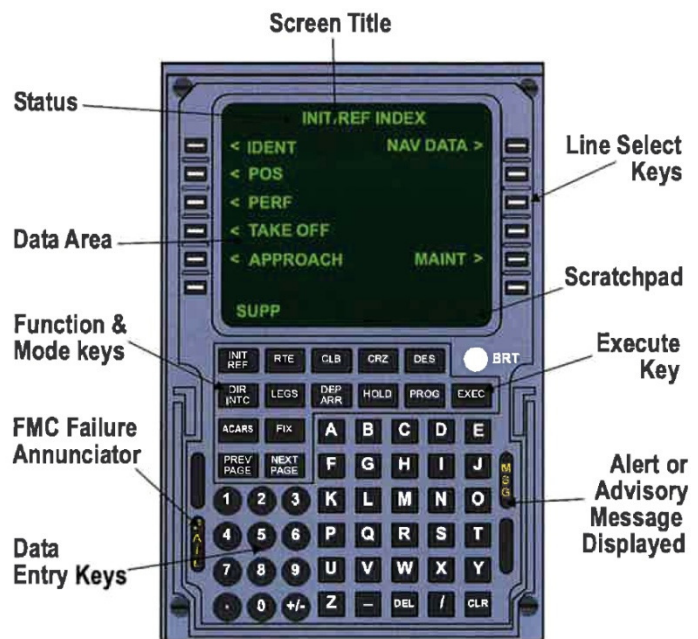 Screen Title
Status
INIT/REF INDEX
< IDENT NAV DATA >
< POS
< PERF
< TAKE OFF
< APPROACH MAINT >
SUPP
Line Select
Keys
Data Area
Scratchpad
Function &
Mode keys
Execute
Key
FMC Failure
Annunciator
Alert or
Advisory
Message
Displayed
Data
Entry Keys
INIT
REF
RTE
CLB
CRZ
DES
BRT
DIR
INTC
LEGS
DEP
ARR
HOLD
PROG
EXEC
ACARS
FIX
PREV
PAGE
NEXT
PAGE
A B C D E
F G H I J
K L M N O
P Q R S T
U V W X Y
Z – DEL / CLR
1 2 3
4 5 6
7 8 9
. 0 +/-
MSG
FAIL